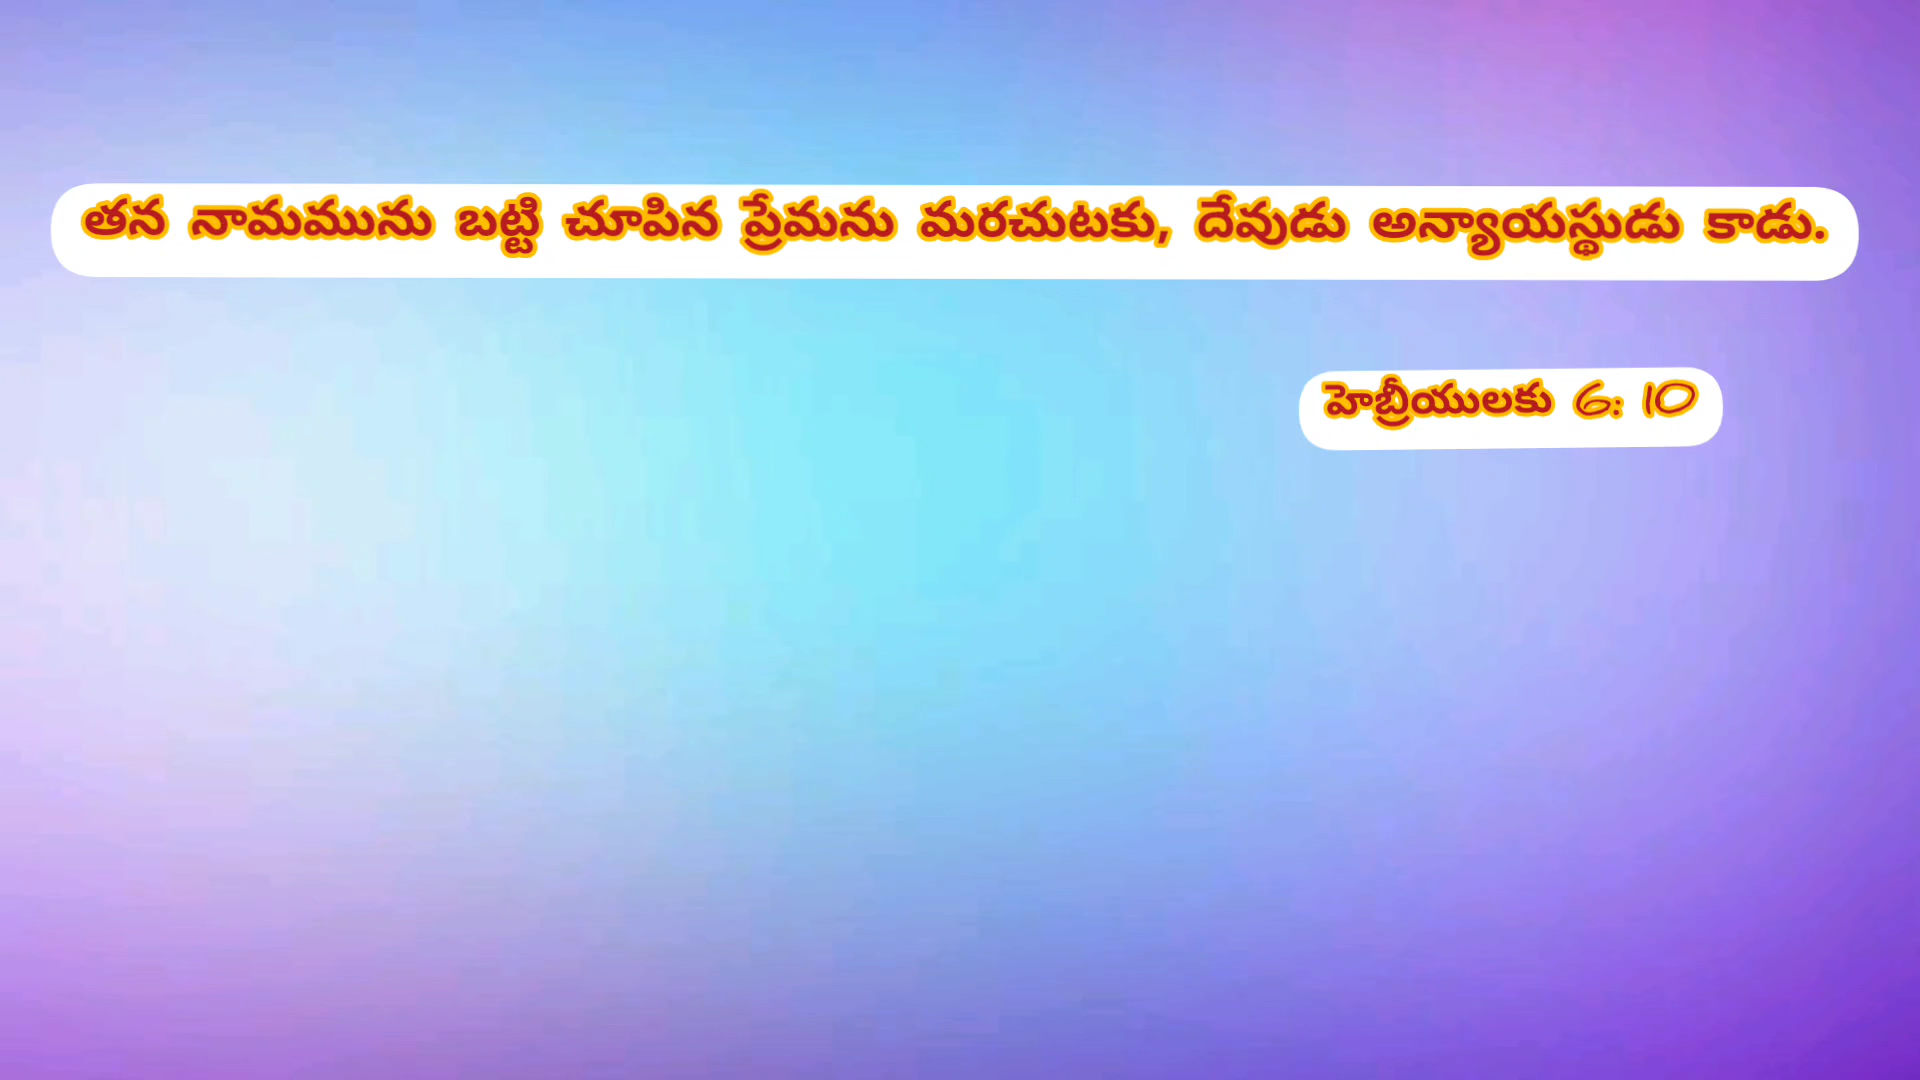 తన నామమును బట్టి చూపిన ప్రేమను మరచుటకు, దేవుడు అన్యాయస్థుడు కాడు.
హెబ్రీయులకు 6: 10